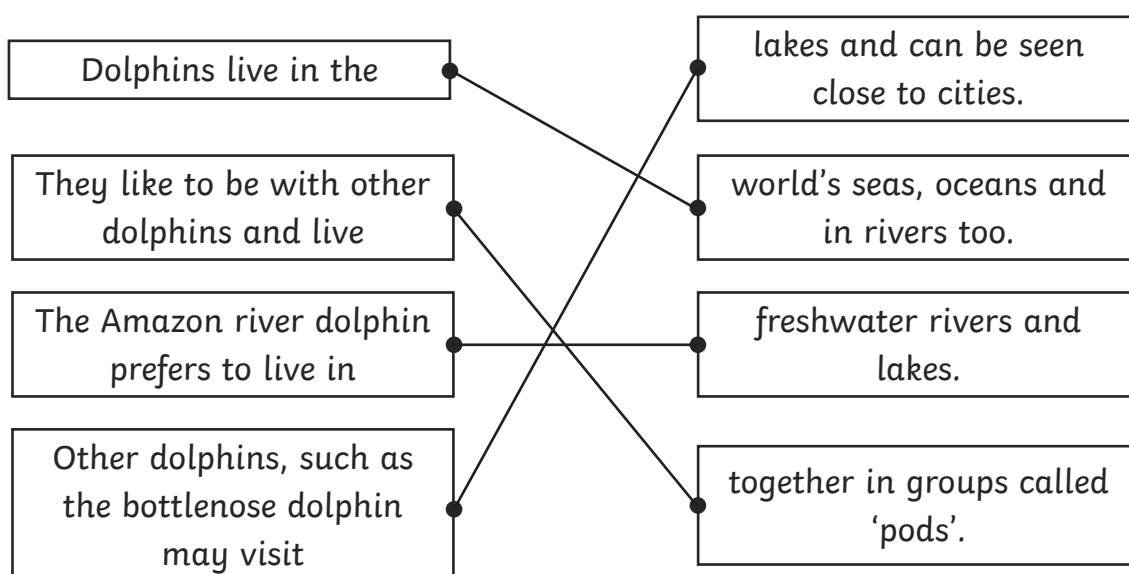 Dolphins live in the
They like to be with other
dolphins and live
The Amazon river dolphin
prefers to live in
Other dolphins, such as
the bottlenose dolphin
may visit
lakes and can be seen
close to cities.
world's seas, oceans and
in rivers too.
freshwater rivers and
lakes.
together in groups called
‘pods’.